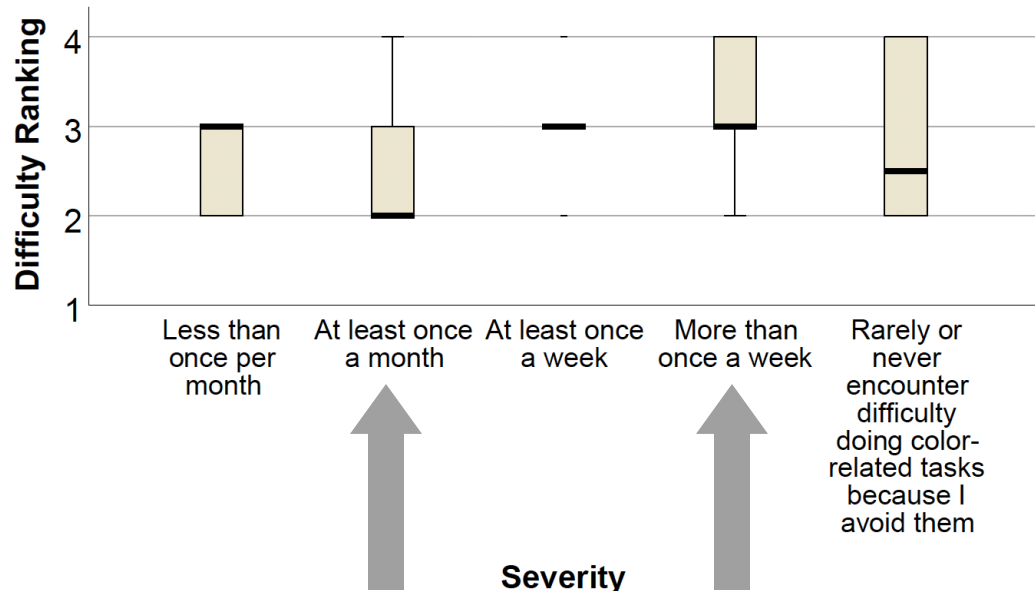 Difficulty Ranking
4
3
2
1
Less than
once per
month
At least once
a month
At least once
a week
More than
once a week
Rarely or
never
encounter
difficulty
doing color-
related tasks
because I
avoid them
Severity